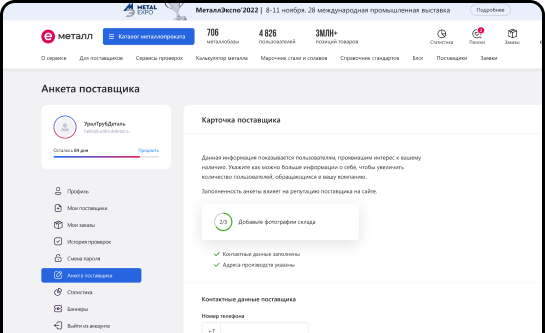 METAL
EXPO
МеталлЭкспо'2022 | 8-11 ноября. 28 международная промышленная выставка
Подробнее
е металл
Каталог металлопроката
706
металлобазы
4 826
пользователей
3МЛН+
позиций товаров
Статистика
Поиски
Заказы
О сервисе Для поставщиков Сервисы проверок Калькулятор металла Марочник стали и сплавов Справочник стандартов Блог Поставщики Заявки
Анкета поставщика
УралТрубДеталь
Осталось 84 дня
Продлить
Профиль
Мои поставщики
Мои заказы
История проверок
Смена пароля
Анкета поставщика
Статистика
Баннеры
Выйти из аккаунта
Карточка поставщика
Данная информация показывается пользователям, проявившим интерес к вашему
наличию. Укажите как можно больше информации о себе, чтобы увеличить
количество пользователей, обращающихся в вашу компанию.
Заполненность анкеты влияет на репутацию поставщика на сайте.
2/3
Добавьте фотографии склада
Контактные данные заполнены
Адреса производств указаны
Контактные данные поставщика
Номер телефона
+7